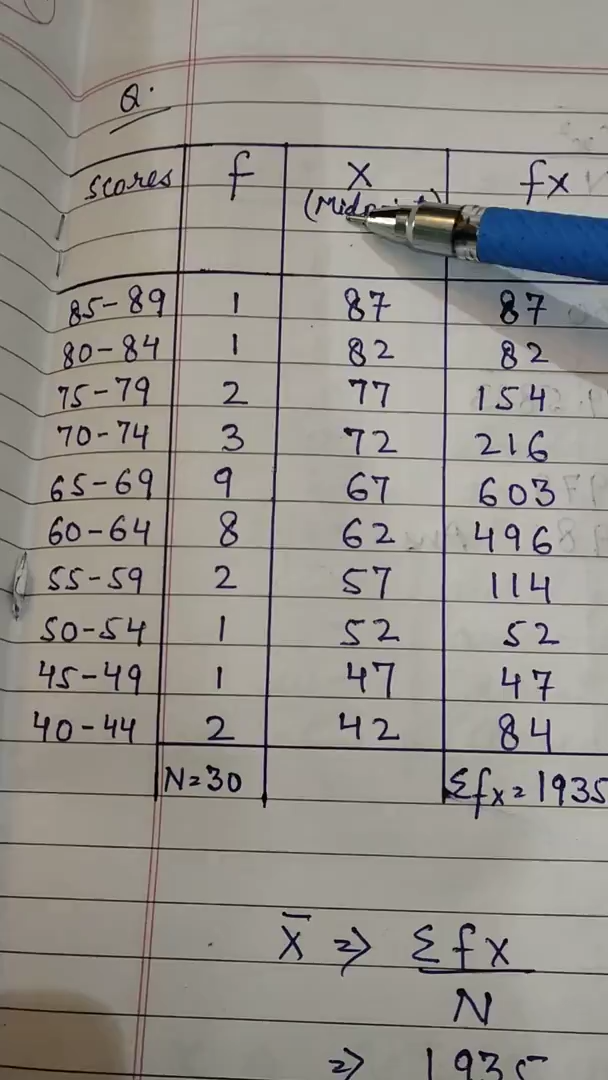 Q.
scores f X fx
(Midpoint)
85-89 1 87 87
80-84 1 82 82
75-79 2 77 154
70-74 3 72 216
65-69 9 67 603
60-64 8 62 496
55-59 2 57 114
50-54 1 52 52
45-49 1 47 47
40-44 2 42 84
N=30 Σfx=1935
X̄ ⇒ Σfx
N
⇒ 1935